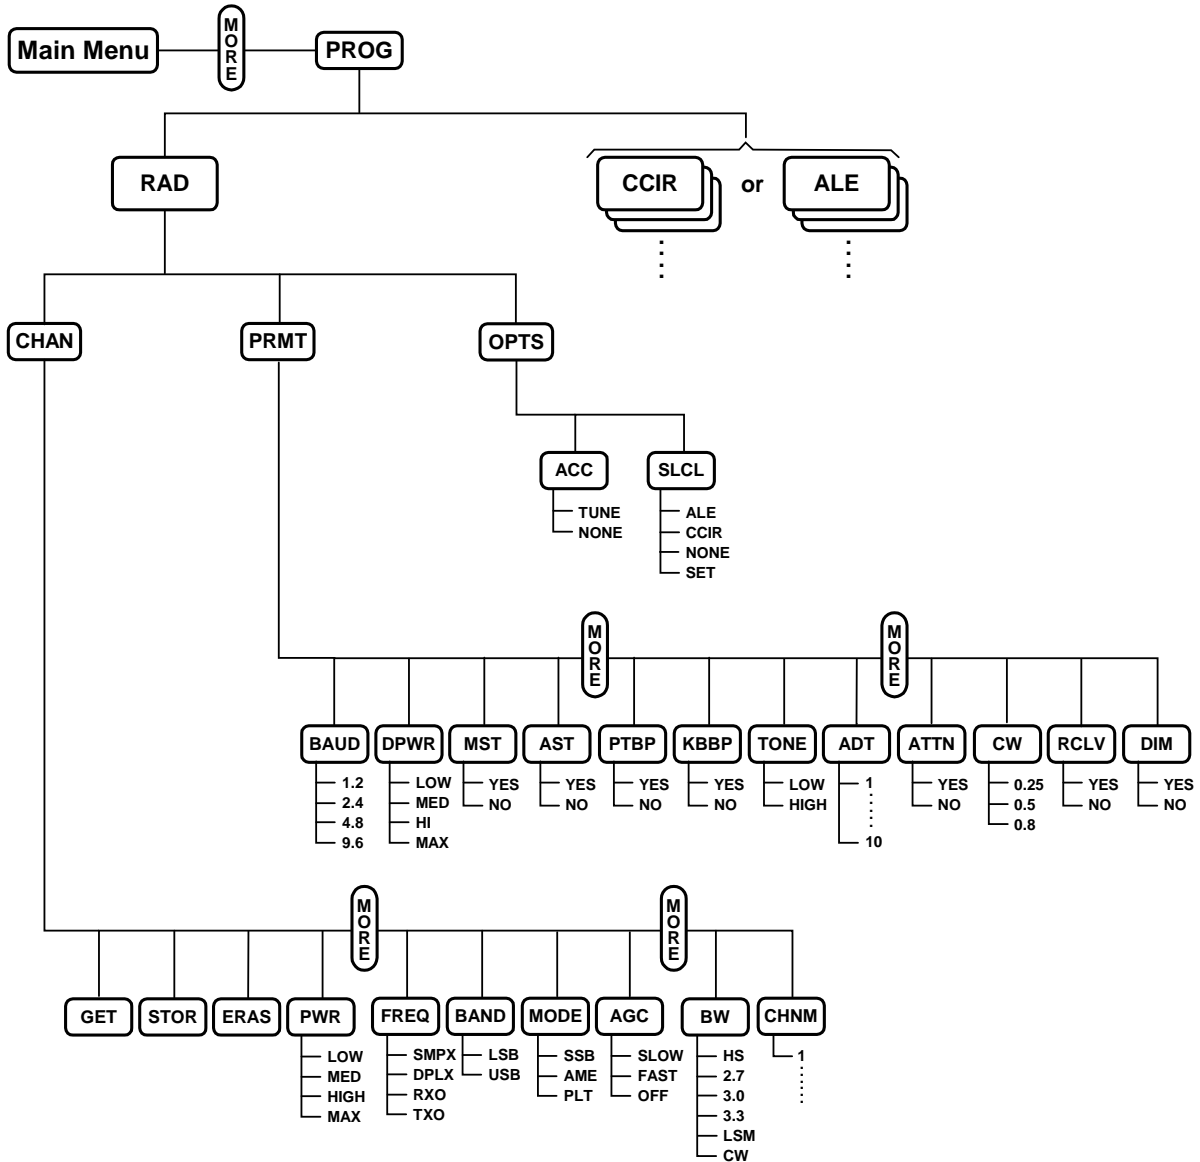 Main Menu
MORE
PROG
RAD
CCIR
or
ALE
CHAN
PRMT
OPTS
ACC
TUNE
NONE
SLCL
ALE
CCIR
NONE
SET
MORE
MORE
BAUD
1.2
2.4
4.8
9.6
DPWR
LOW
MED
HI
MAX
MST
YES
NO
AST
YES
NO
PTBP
YES
NO
KBBP
YES
NO
TONE
LOW
HIGH
ADT
1
10
ATTN
YES
NO
CW
0.25
0.5
0.8
RCLV
YES
NO
DIM
YES
NO
MORE
MORE
GET
STOR
ERAS
PWR
LOW
MED
HIGH
MAX
FREQ
SMPX
DPLX
RXO
TXO
BAND
LSB
USB
MODE
SSB
AME
PLT
AGC
SLOW
FAST
OFF
BW
HS
2.7
3.0
3.3
LSM
CW
CHNM
1